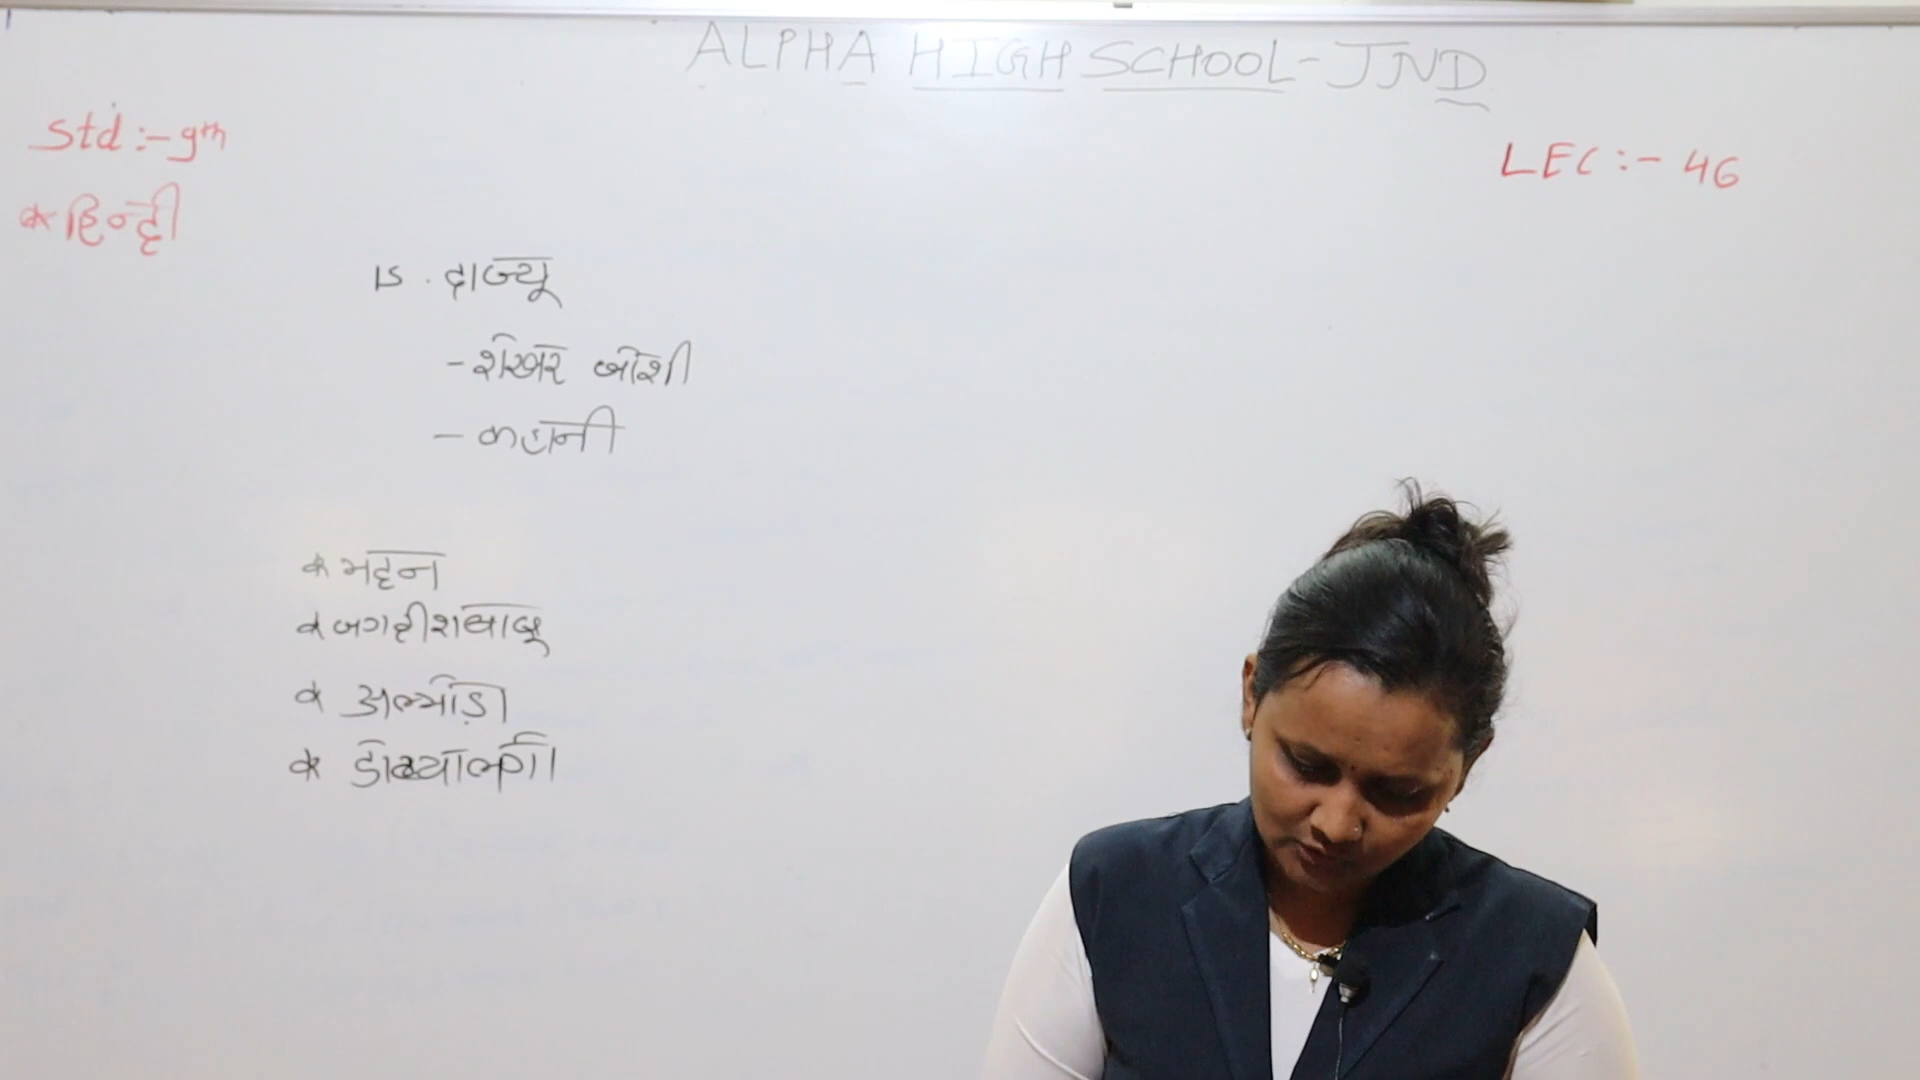 ALPHA HIGH SCHOOL - JND
Std :- 9th
LEC :- 46
* हिन्दी
15. दाज्यू
- शेखर जोशी
- कहानी
* मदन
* जगदीशबाबू
* अल्मोड़ा
*